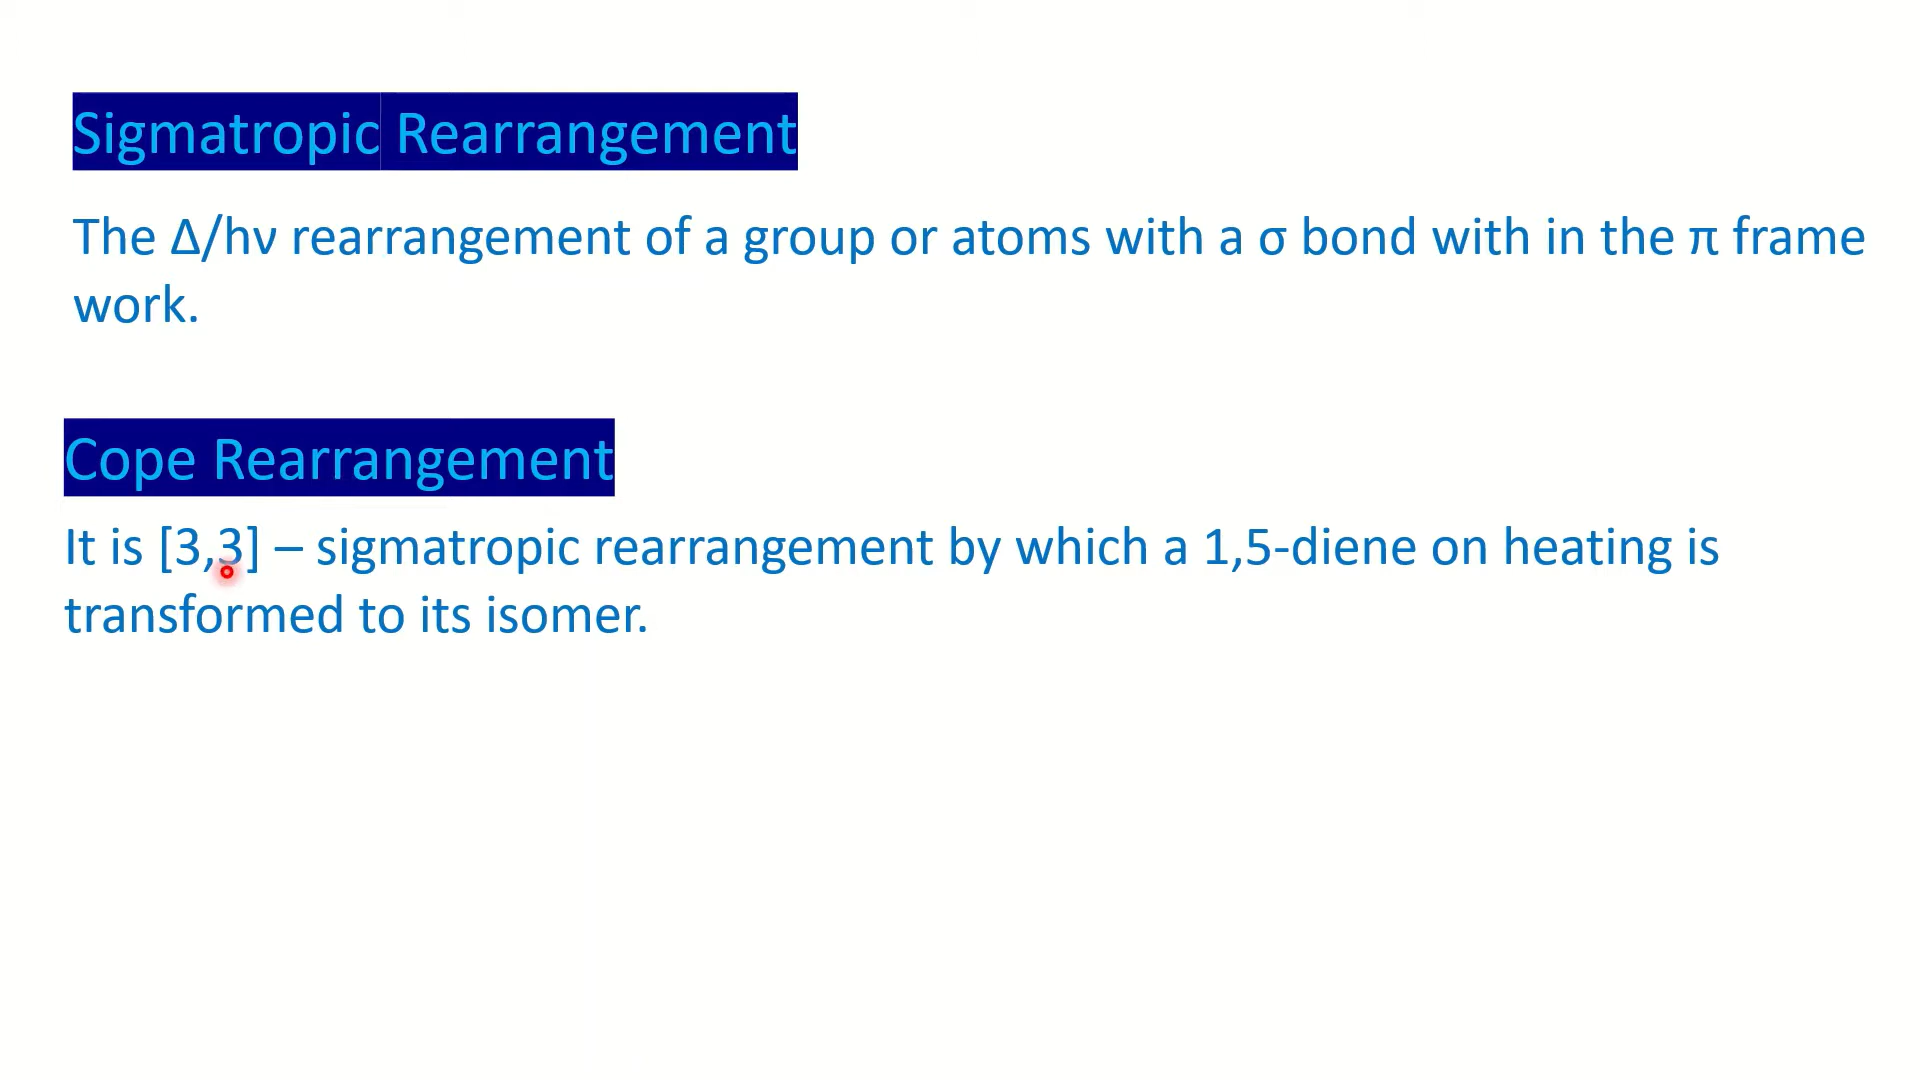 Sigmatropic Rearrangement
The Δ/hν rearrangement of a group or atoms with a σ bond with in the π frame
work.
Cope Rearrangement
It is [3,3] – sigmatropic rearrangement by which a 1,5-diene on heating is
transformed to its isomer.